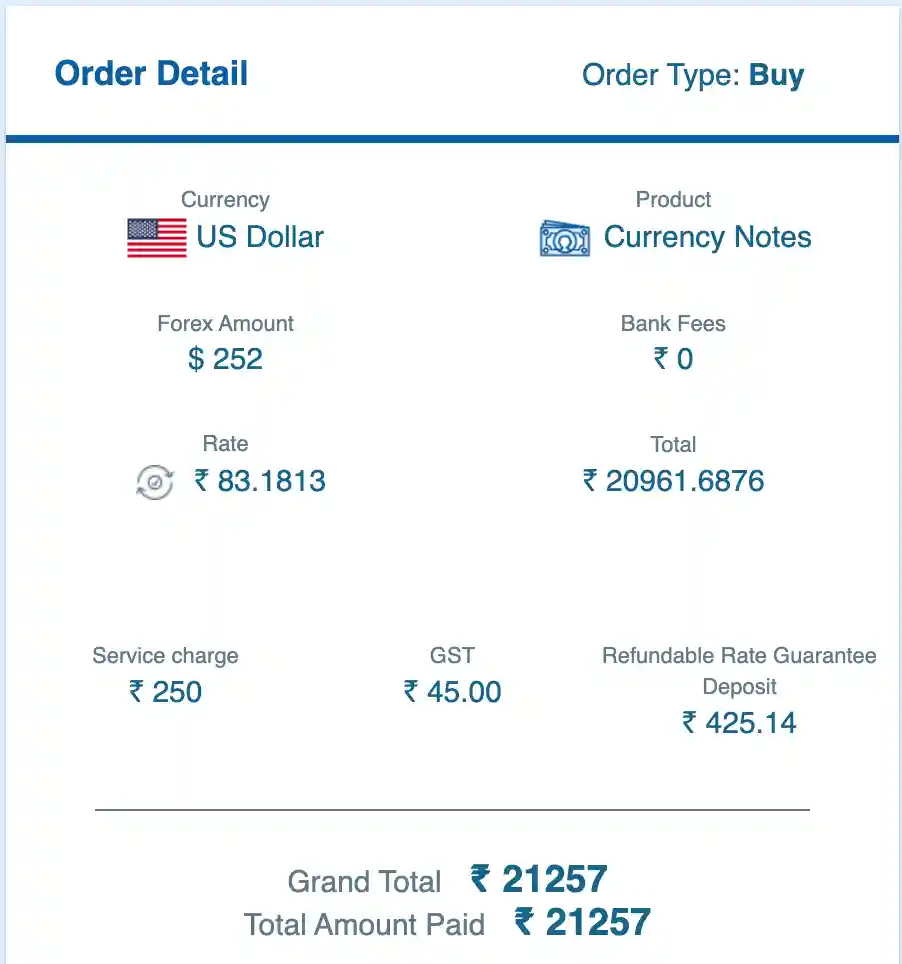 Order Detail
Order Type: Buy
Currency
US Dollar
Product
Currency Notes
Forex Amount
$ 252
Bank Fees
₹ 0
Rate
₹ 83.1813
Total
₹ 20961.6876
Service charge
₹ 250
GST
₹ 45.00
Refundable Rate Guarantee
Deposit
₹ 425.14
Grand Total ₹ 21257
Total Amount Paid ₹ 21257